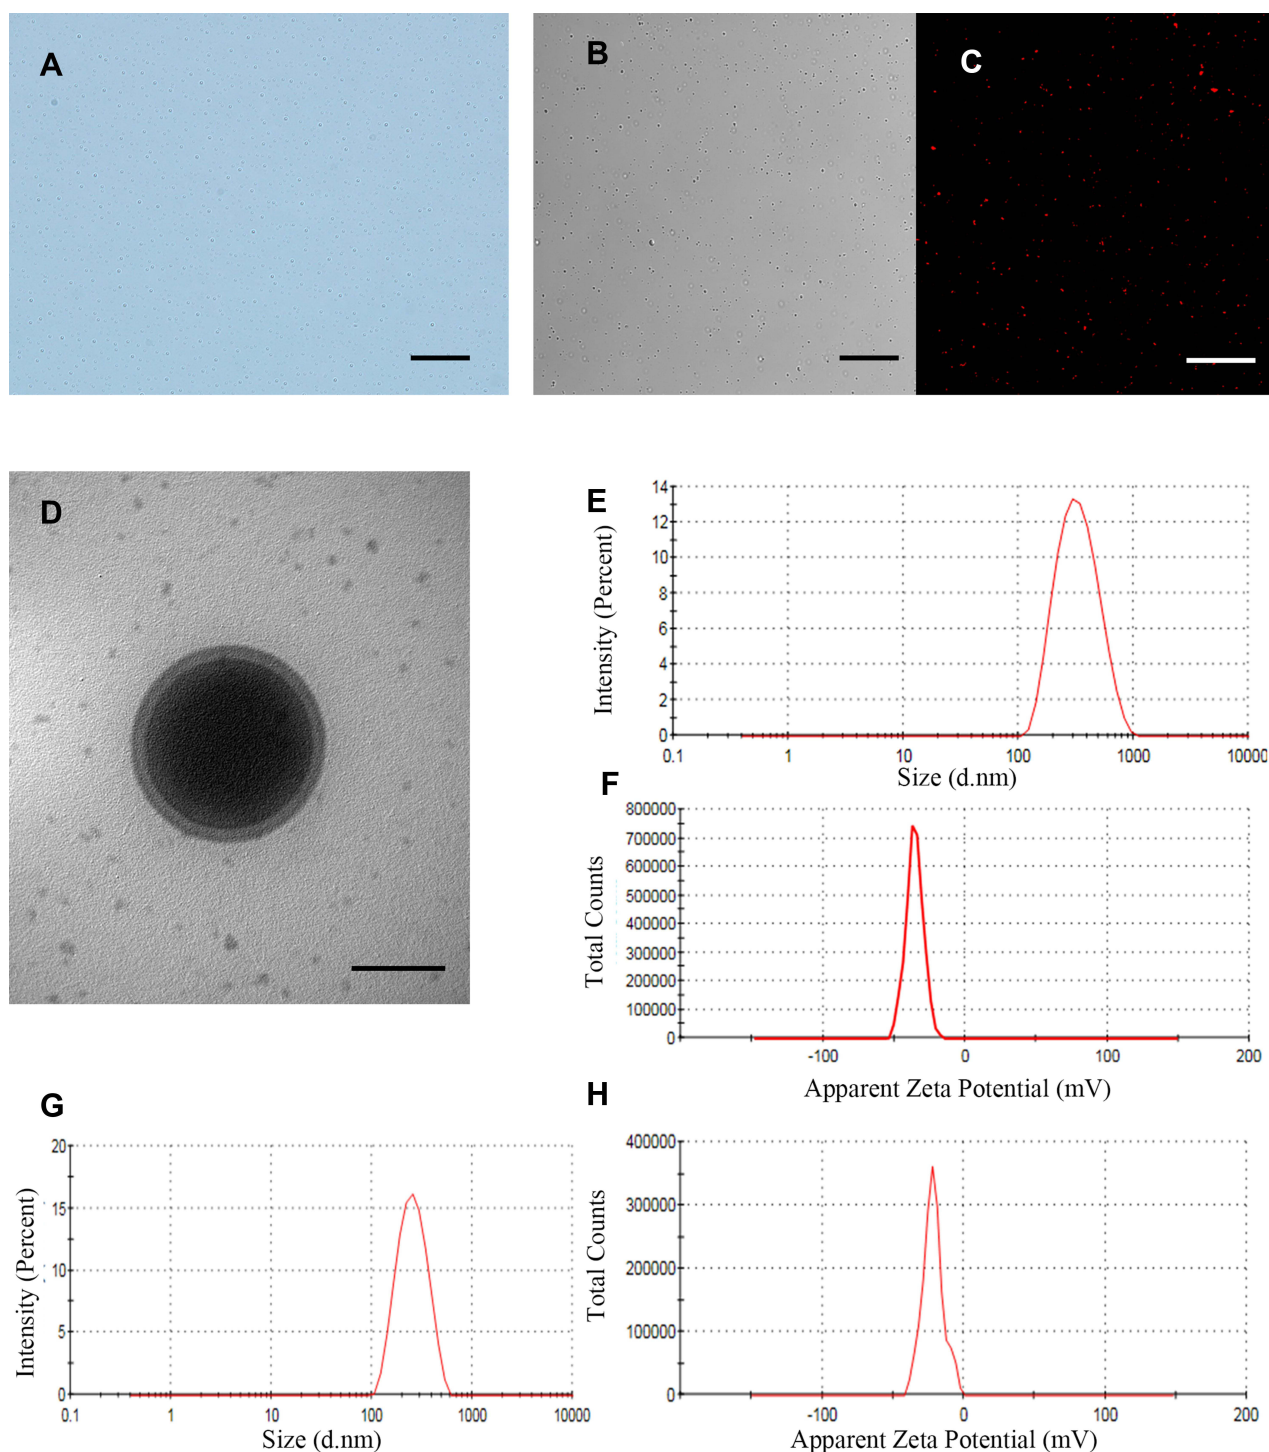 A
B
C
D
E
14
12
10
8
6
4
2
0
Intensity (Percent)
0.1 1 10 100 1000 10000
Size (d.nm)
F
800000
700000
600000
500000
400000
300000
200000
100000
0
Total Counts
-100 0 100 200
Apparent Zeta Potential (mV)
G
20
15
10
5
0
Intensity (Percent)
0.1 1 10 100 1000 10000
Size (d.nm)
H
400000
300000
200000
100000
0
Total Counts
-100 0 100 200
Apparent Zeta Potential (mV)